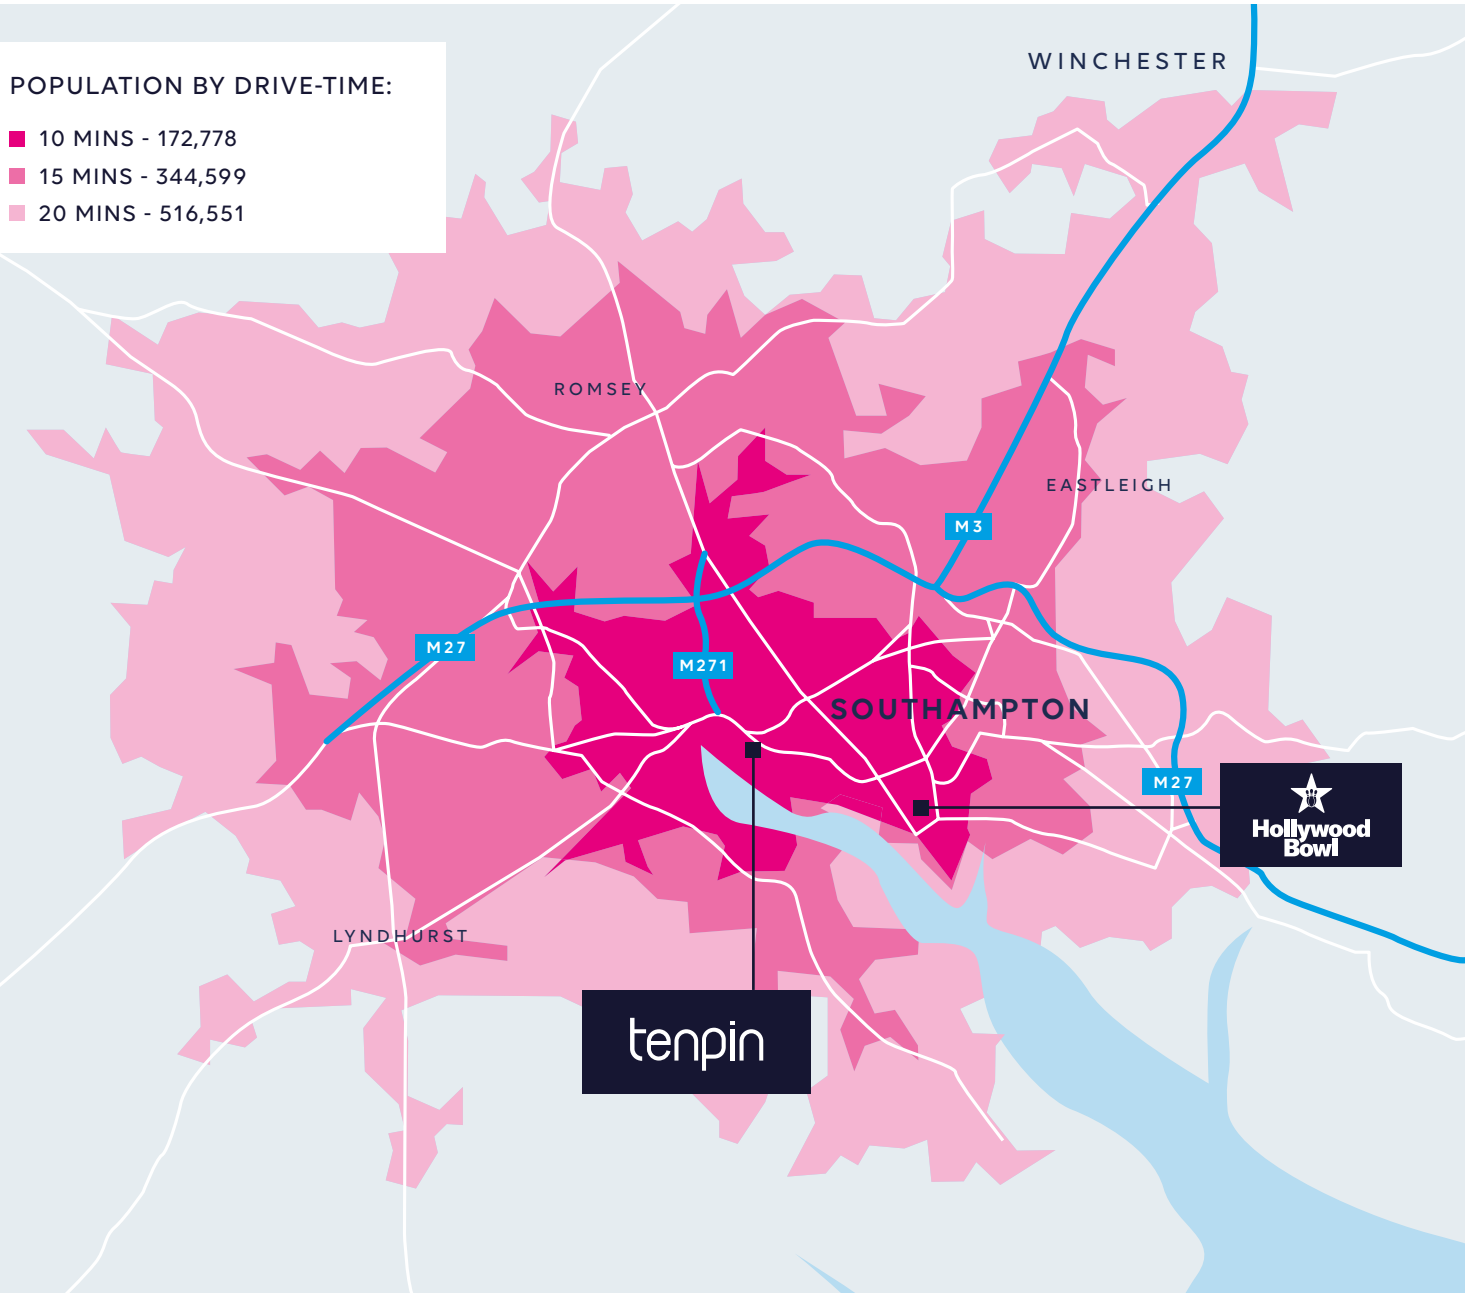 POPULATION BY DRIVE-TIME:
10 MINS - 172,778
15 MINS - 344,599
20 MINS - 516,551
WINCHESTER
ROMSEY
EASTLEIGH
M3
M27
M271
SOUTHAMPTON
M27
Hollywood
Bowl
LYNDHURST
tenpin